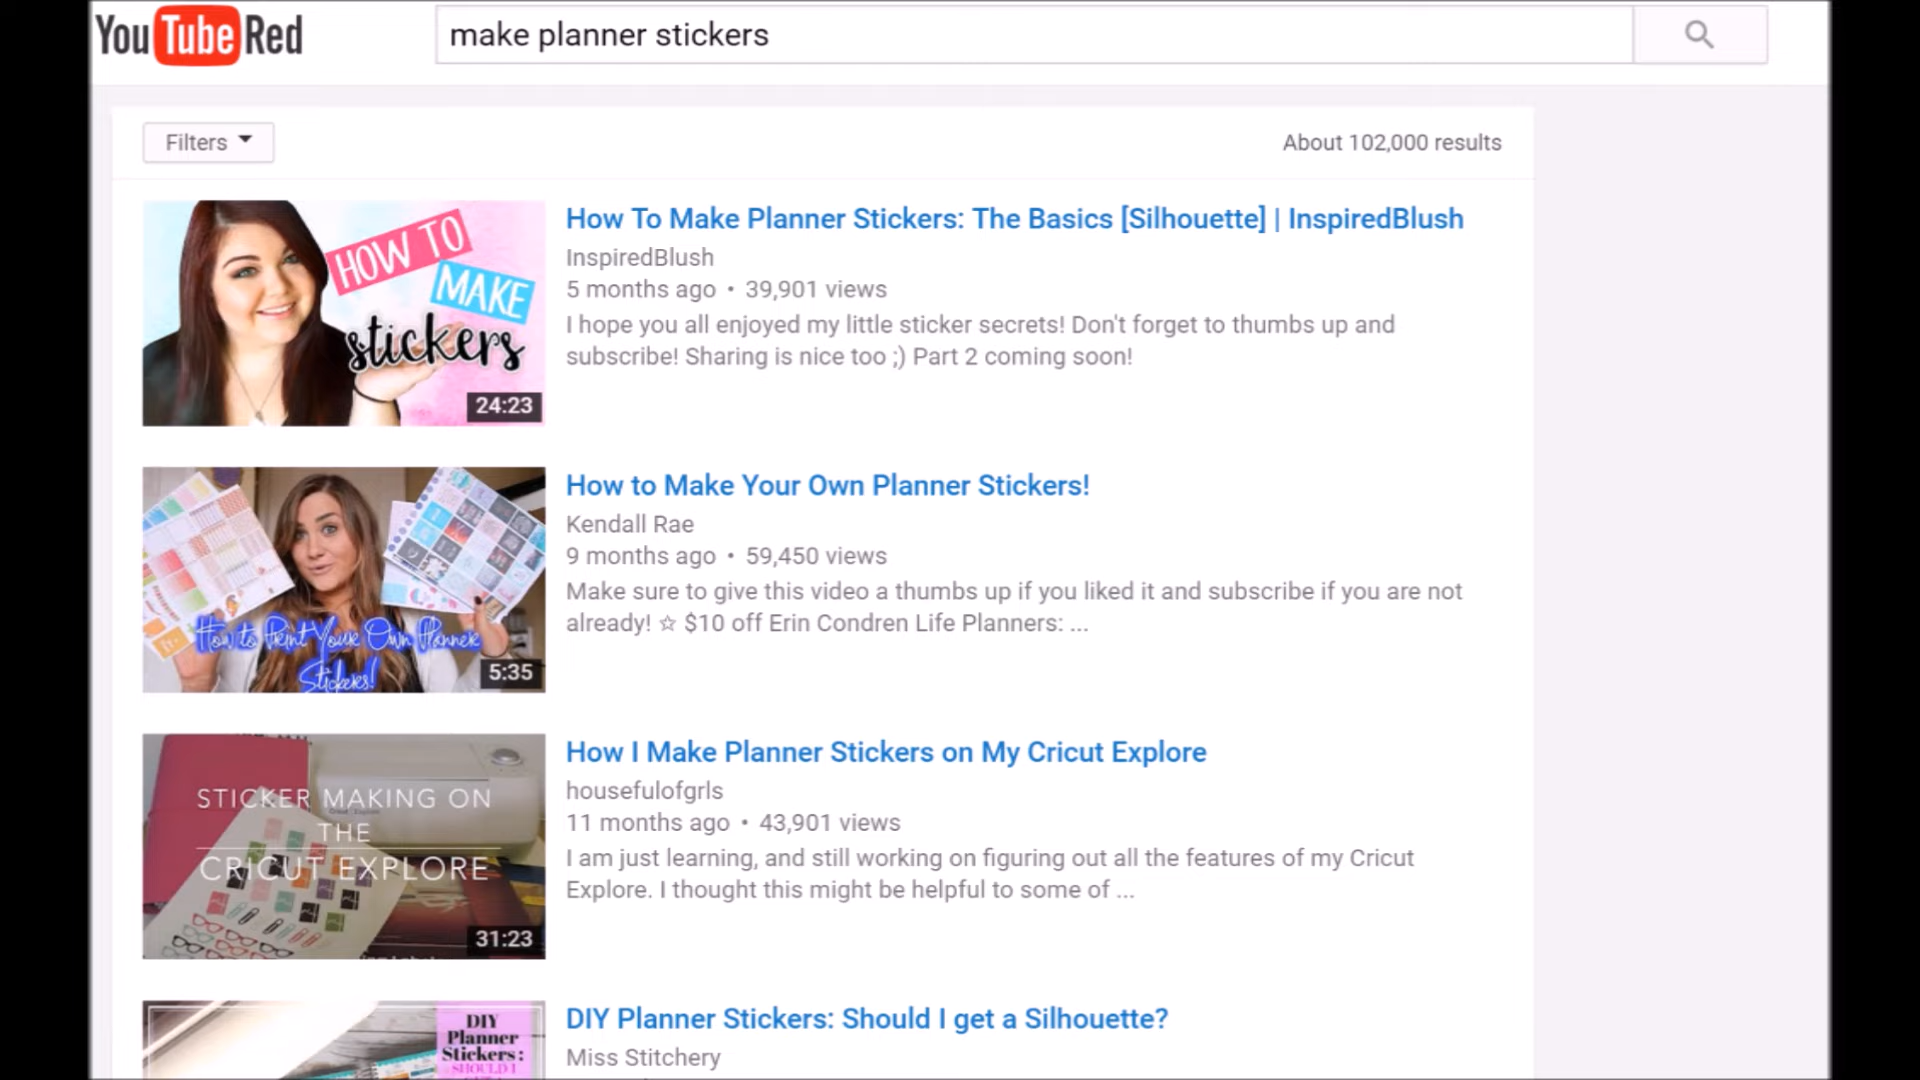 YouTube Red
make planner stickers
Filters
About 102,000 results
HOW TO
MAKE
stickers
24:23
How To Make Planner Stickers: The Basics [Silhouette] | InspiredBlush
InspiredBlush
5 months ago • 39,901 views
I hope you all enjoyed my little sticker secrets! Don't forget to thumbs up and
subscribe! Sharing is nice too ;) Part 2 coming soon!
How to Print Your Own Planner
Stickers!
5:35
How to Make Your Own Planner Stickers!
Kendall Rae
9 months ago • 59,450 views
Make sure to give this video a thumbs up if you liked it and subscribe if you are not
already! ☆ $10 off Erin Condren Life Planners: ...
STICKER MAKING ON
THE
CRICUT EXPLORE
31:23
How I Make Planner Stickers on My Cricut Explore
housefulofgrls
11 months ago • 43,901 views
I am just learning, and still working on figuring out all the features of my Cricut
Explore. I thought this might be helpful to some of ...
DIY
Planner
Stickers:
SHOULD I
DIY Planner Stickers: Should I get a Silhouette?
Miss Stitchery